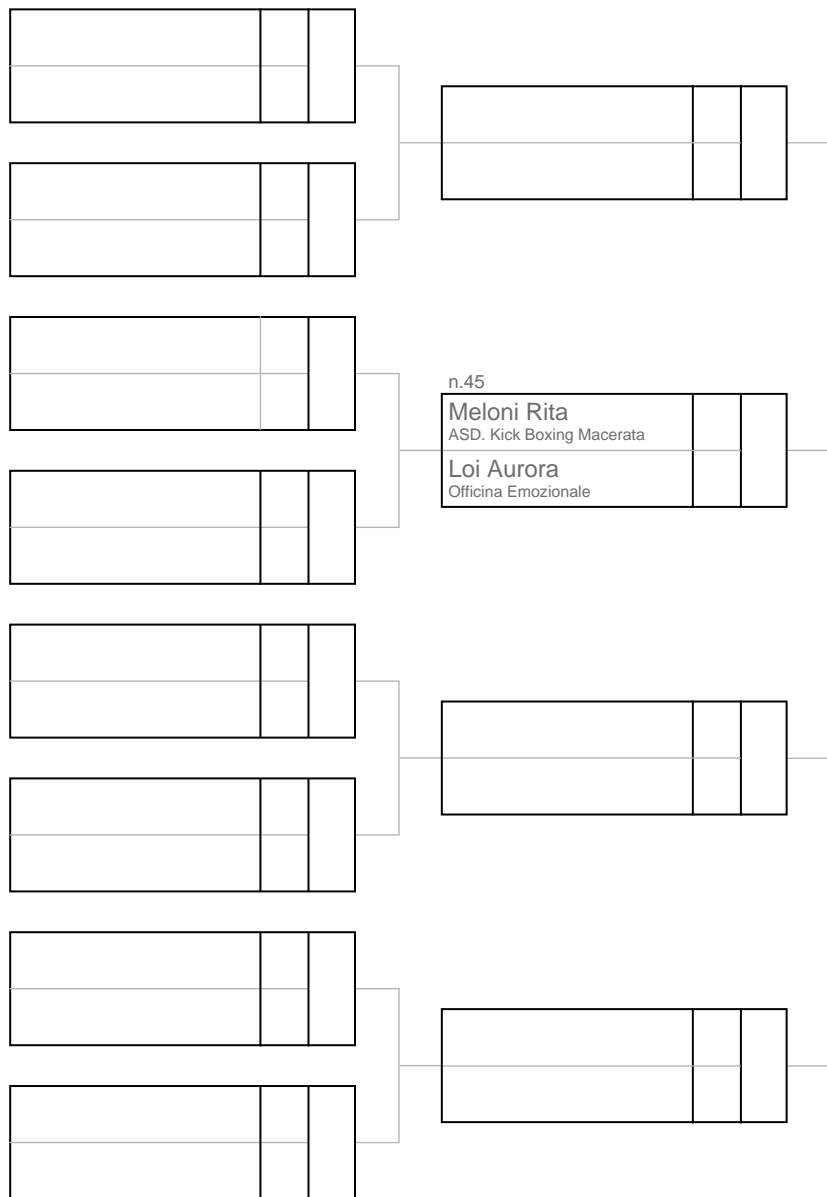 n.45
Meloni Rita
ASD. Kick Boxing Macerata
Loi Aurora
Officina Emozionale